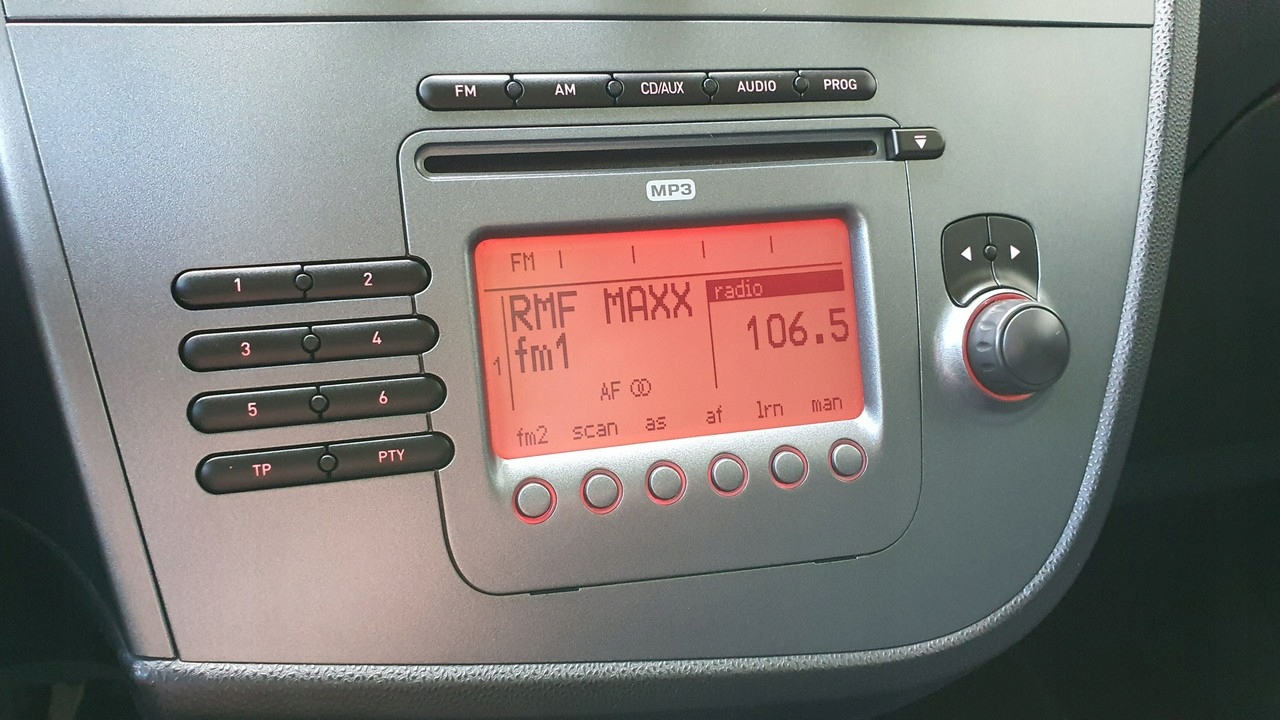 FM AM CD/AUX AUDIO PROG
MP3
1 2
3 4
5 6
TP PTY
FM
RMF MAXX radio
fm1 106.5
1
AF
fm2 scan as af lrn man